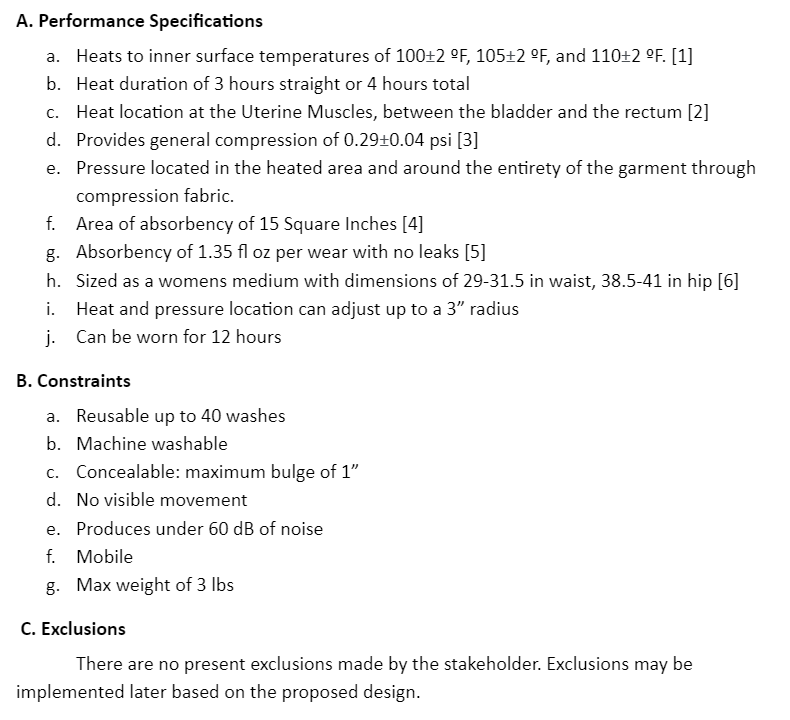 A. Performance Specifications
a. Heats to inner surface temperatures of 100±2 ºF, 105±2 ºF, and 110±2 ºF. [1]
b. Heat duration of 3 hours straight or 4 hours total
c. Heat location at the Uterine Muscles, between the bladder and the rectum [2]
d. Provides general compression of 0.29±0.04 psi [3]
e. Pressure located in the heated area and around the entirety of the garment through
compression fabric.
f. Area of absorbency of 15 Square Inches [4]
g. Absorbency of 1.35 fl oz per wear with no leaks [5]
h. Sized as a womens medium with dimensions of 29-31.5 in waist, 38.5-41 in hip [6]
i. Heat and pressure location can adjust up to a 3” radius
j. Can be worn for 12 hours
B. Constraints
a. Reusable up to 40 washes
b. Machine washable
c. Concealable: maximum bulge of 1”
d. No visible movement
e. Produces under 60 dB of noise
f. Mobile
g. Max weight of 3 lbs
C. Exclusions
There are no present exclusions made by the stakeholder. Exclusions may be
implemented later based on the proposed design.